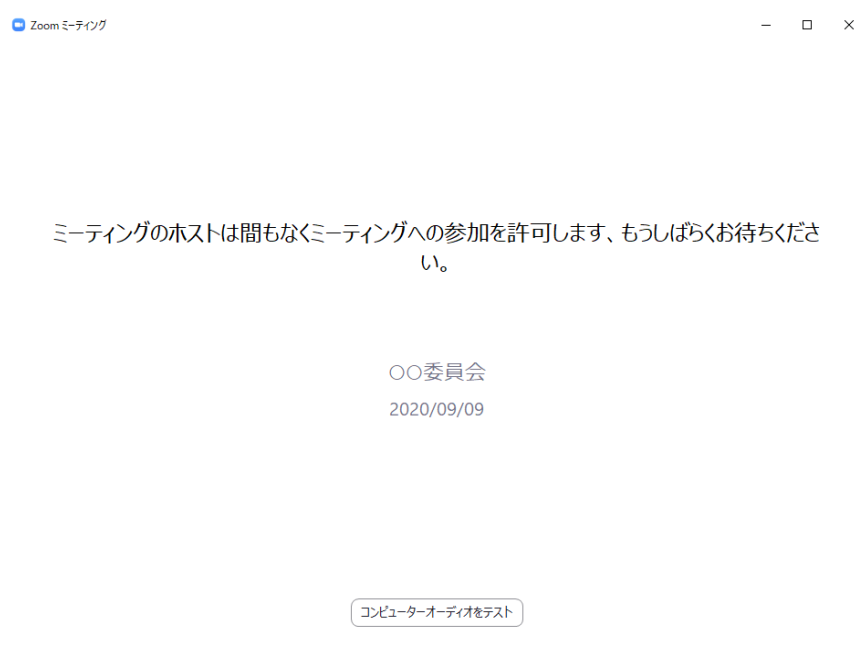 Zoom ミーティング
ミーティングのホストは間もなくミーティングへの参加を許可します、もうしばらくお待ちくださ
い。
○○委員会
2020/09/09
コンピューターオーディオをテスト